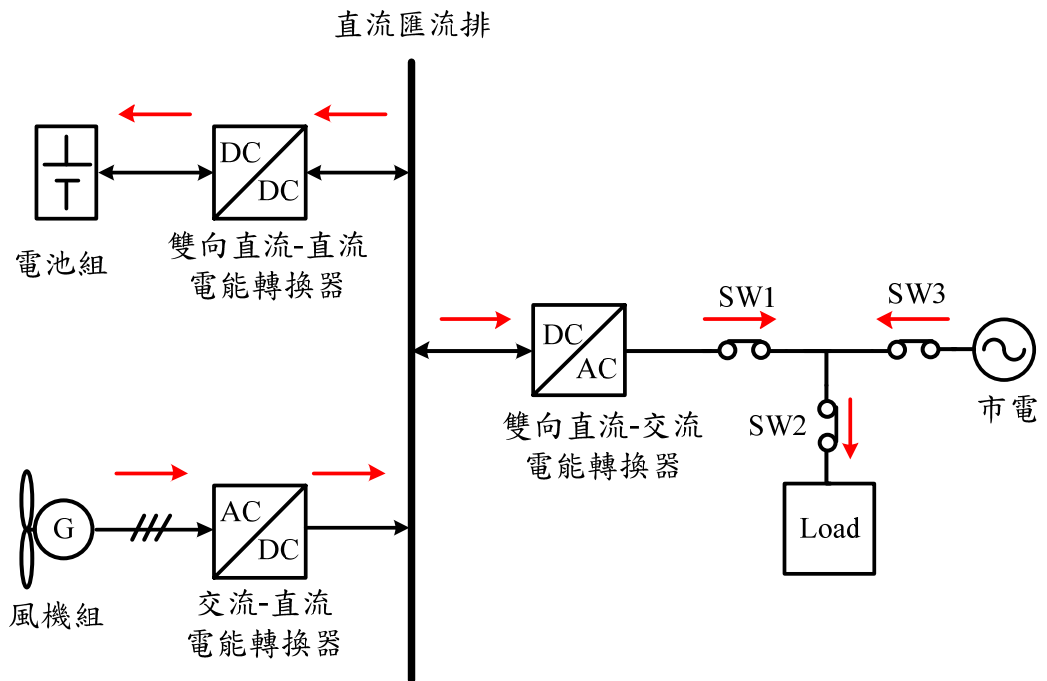 直流匯流排
DC
DC
電池組
雙向直流-直流
電能轉換器
SW1
SW3
DC
AC
市電
雙向直流-交流
電能轉換器
SW2
Load
G
AC
DC
風機組
交流-直流
電能轉換器